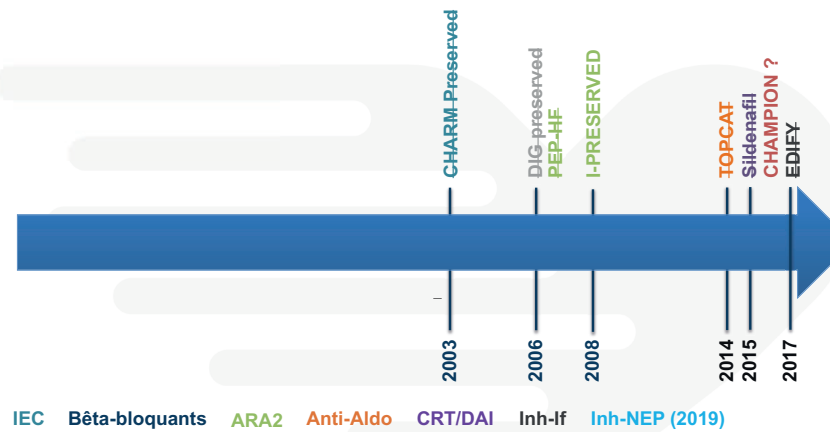 CHARM Preserved
DIG preserved
PEP-HF
I-PRESERVED
TOPCAT
Sildenafil
CHAMPION ?
EDIFY
–
2003
2006
2008
2014
2015
2017
IEC Bêta-bloquants ARA2 Anti-Aldo CRT/DAI Inh-If Inh-NEP (2019)